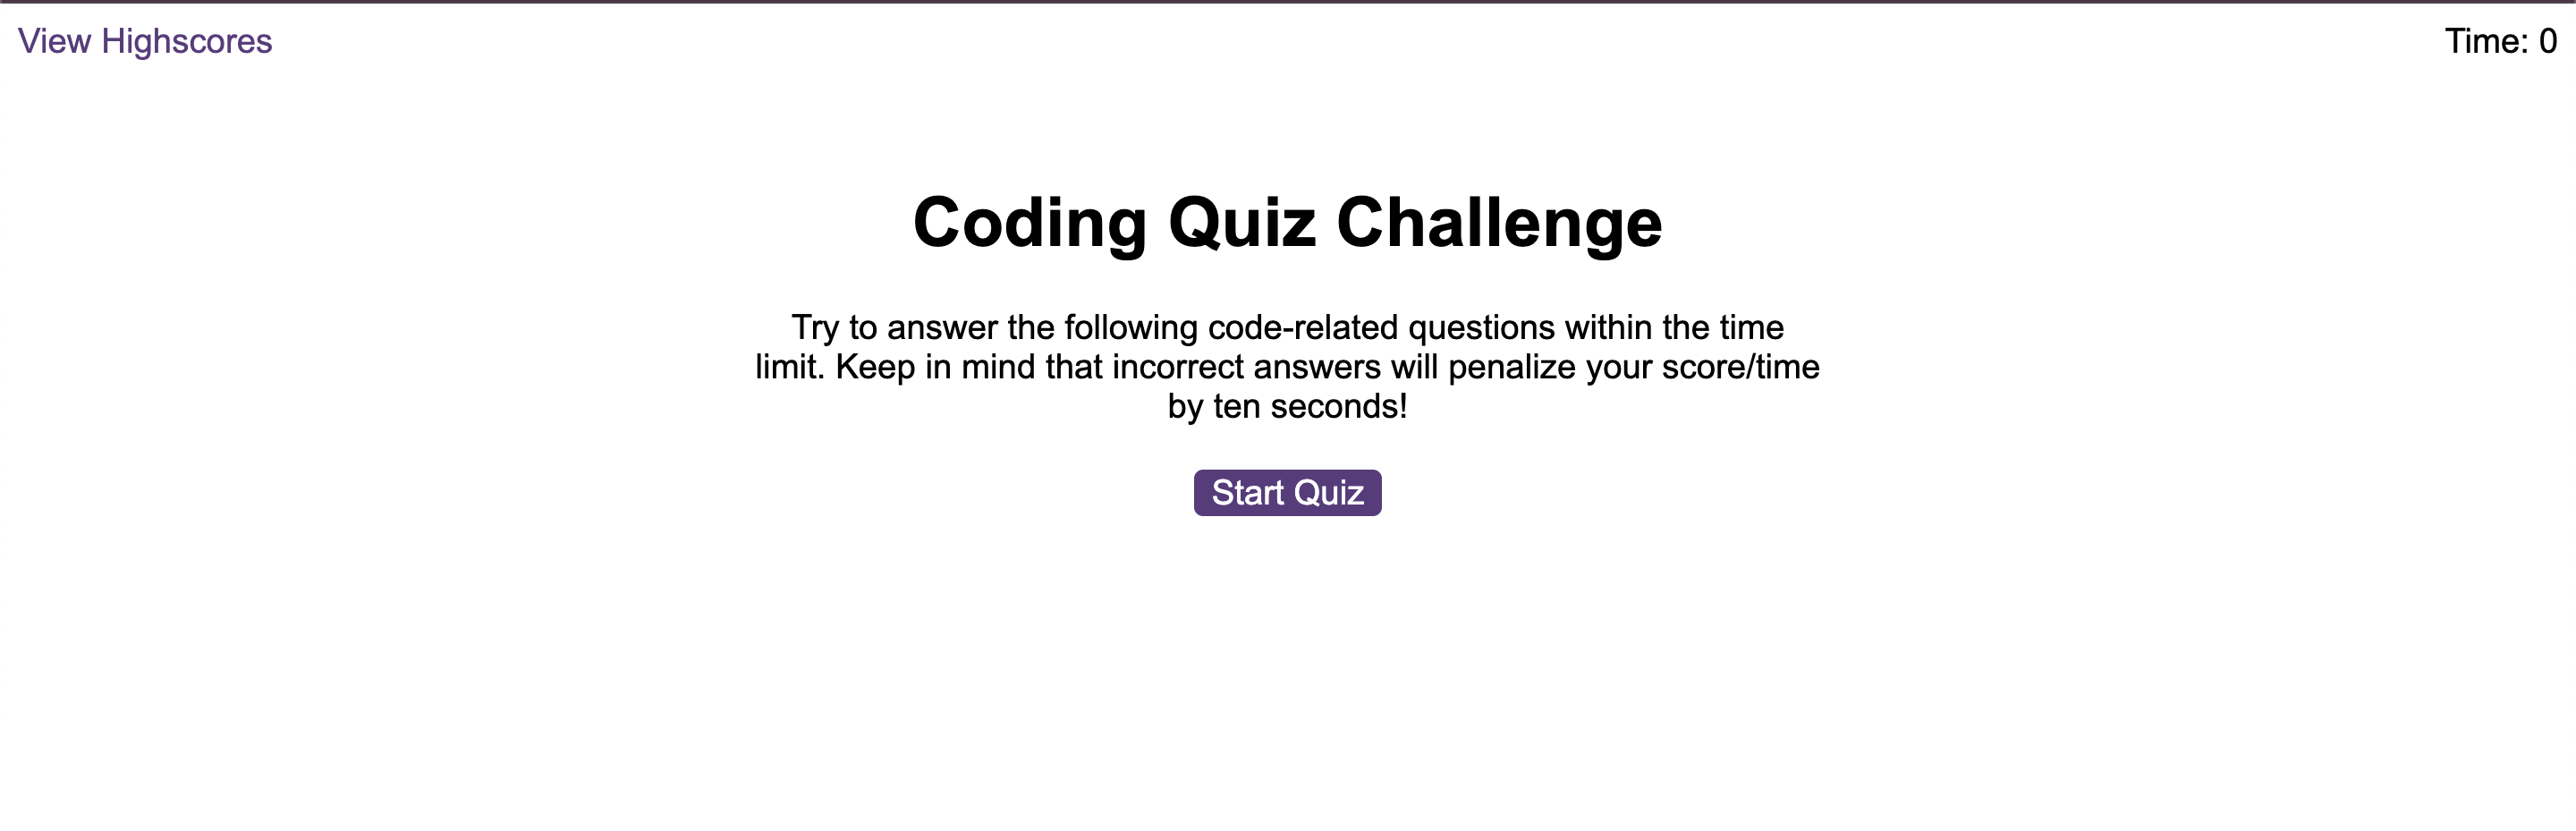 View Highscores
Time: 0
Coding Quiz Challenge
Try to answer the following code-related questions within the time
limit. Keep in mind that incorrect answers will penalize your score/time
by ten seconds!
Start Quiz